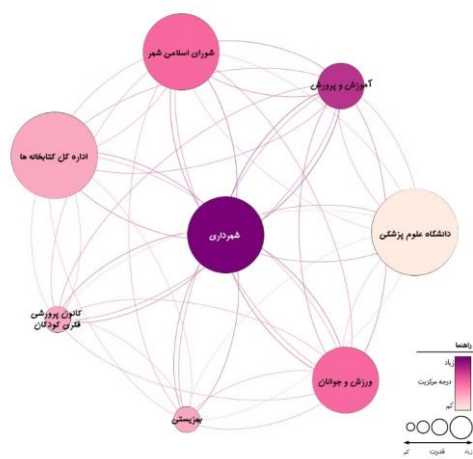 شورای اسلامی شهر
آموزش و پرورش
اداره کل کتابخانه ها
شهرداری
دانشگاه علوم پزشکی
کانون پرورشی
فکری کودکان
ورزش و جوانان
بهزیستی
راهنما
زیاد
درجه مرکزیت
کم
زیاد
قدرت
کم